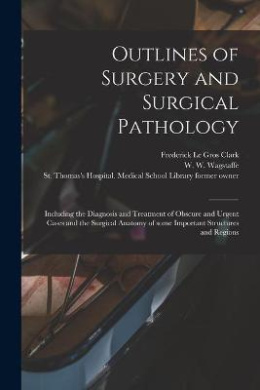 Outlines of
Surgery and
Surgical
Pathology
Frederick Le Gros Clark
W. W. Wagstaffe
St. Thomas's Hospital. Medical School Library former owner
Including the Diagnosis and Treatment of Obscure and Urgent
Cases and the Surgical Anatomy of some Important Structures
and Regions